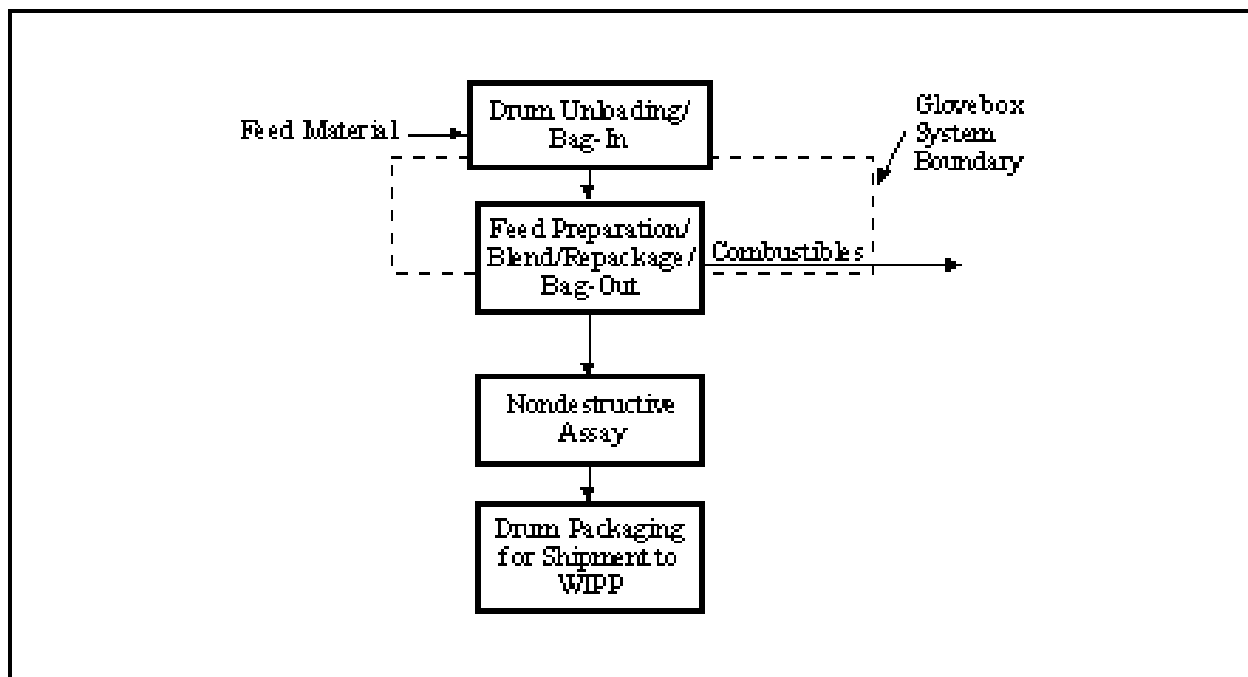 Drum Unloading/
Bag-In
Feed Material
Glovebox
System
Boundary
Feed Preparation/
Blend/Repackage/
Bag-Out
Combustibles
Nondestructive
Assay
Drum Packaging
for Shipment to
WIPP